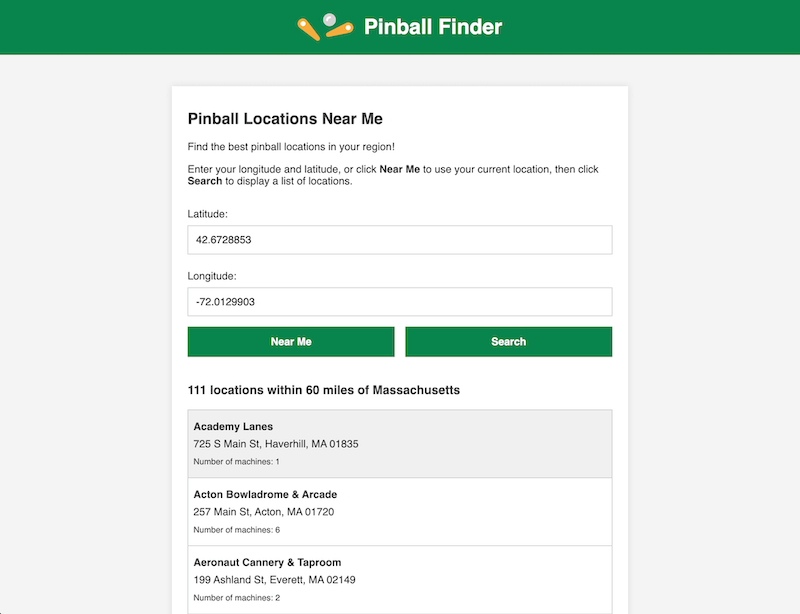 Pinball Finder
Pinball Locations Near Me
Find the best pinball locations in your region!
Enter your longitude and latitude, or click Near Me to use your current location, then click
Search to display a list of locations.
Latitude:
42.6728853
Longitude:
-72.0129903
Near Me Search
111 locations within 60 miles of Massachusetts
Academy Lanes
725 S Main St, Haverhill, MA 01835
Number of machines: 1
Acton Bowladrome & Arcade
257 Main St, Acton, MA 01720
Number of machines: 6
Aeronaut Cannery & Taproom
199 Ashland St, Everett, MA 02149
Number of machines: 2